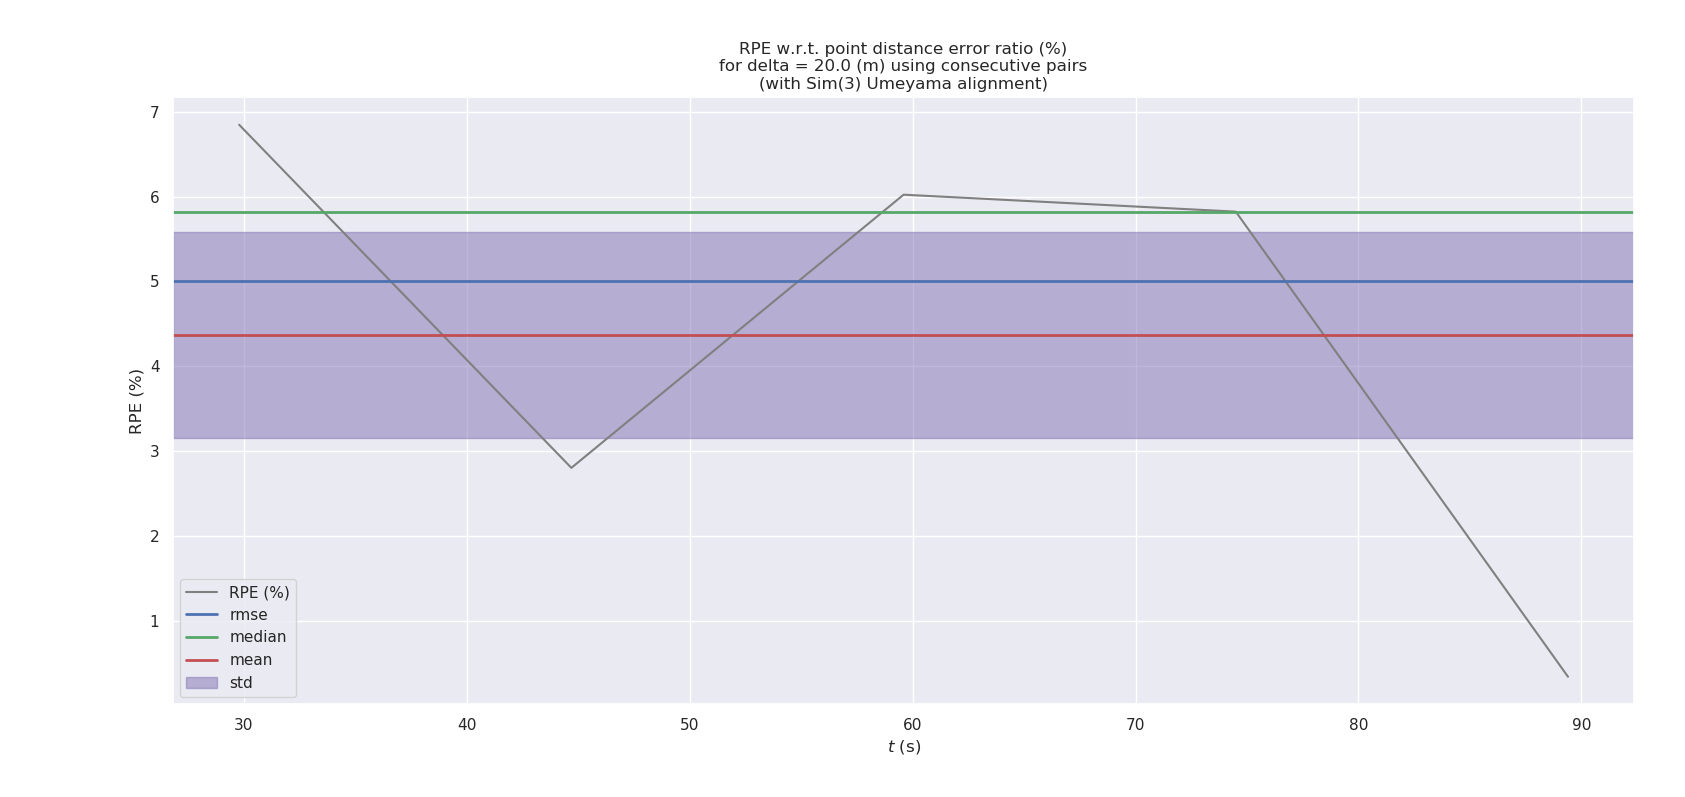 RPE w.r.t. point distance error ratio (%)
for delta = 20.0 (m) using consecutive pairs
(with Sim(3) Umeyama alignment)
RPE (%)
7
6
5
4
3
2
1
RPE (%)
rmse
median
mean
std
30
40
50
60
70
80
90
t (s)